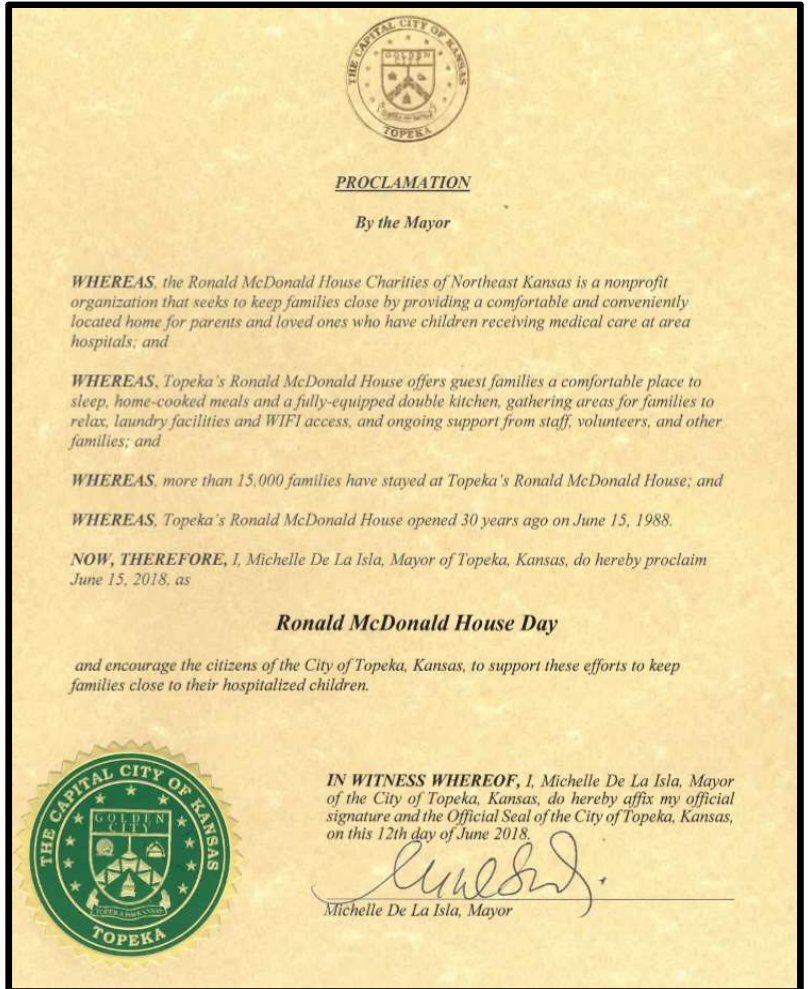 THE CAPITAL CITY OF KANSAS
GOLDEN
CITY
TOPEKA
PROCLAMATION
By the Mayor
WHEREAS, the Ronald McDonald House Charities of Northeast Kansas is a nonprofit
organization that seeks to keep families close by providing a comfortable and conveniently
located home for parents and loved ones who have children receiving medical care at area
hospitals; and
WHEREAS, Topeka's Ronald McDonald House offers guest families a comfortable place to
sleep, home-cooked meals and a fully-equipped double kitchen, gathering areas for families to
relax, laundry facilities and WIFI access, and ongoing support from staff, volunteers, and other
families; and
WHEREAS, more than 15,000 families have stayed at Topeka's Ronald McDonald House; and
WHEREAS, Topeka's Ronald McDonald House opened 30 years ago on June 15, 1988.
NOW, THEREFORE, I, Michelle De La Isla, Mayor of Topeka, Kansas, do hereby proclaim
June 15, 2018, as
Ronald McDonald House Day
and encourage the citizens of the City of Topeka, Kansas, to support these efforts to keep
families close to their hospitalized children.
IN WITNESS WHEREOF, I, Michelle De La Isla, Mayor
of the City of Topeka, Kansas, do hereby affix my official
signature and the Official Seal of the City of Topeka, Kansas,
on this 12th day of June 2018.
Michelle De La Isla, Mayor
THE CAPITAL CITY OF KANSAS
GOLDEN
CITY
TOPEKA